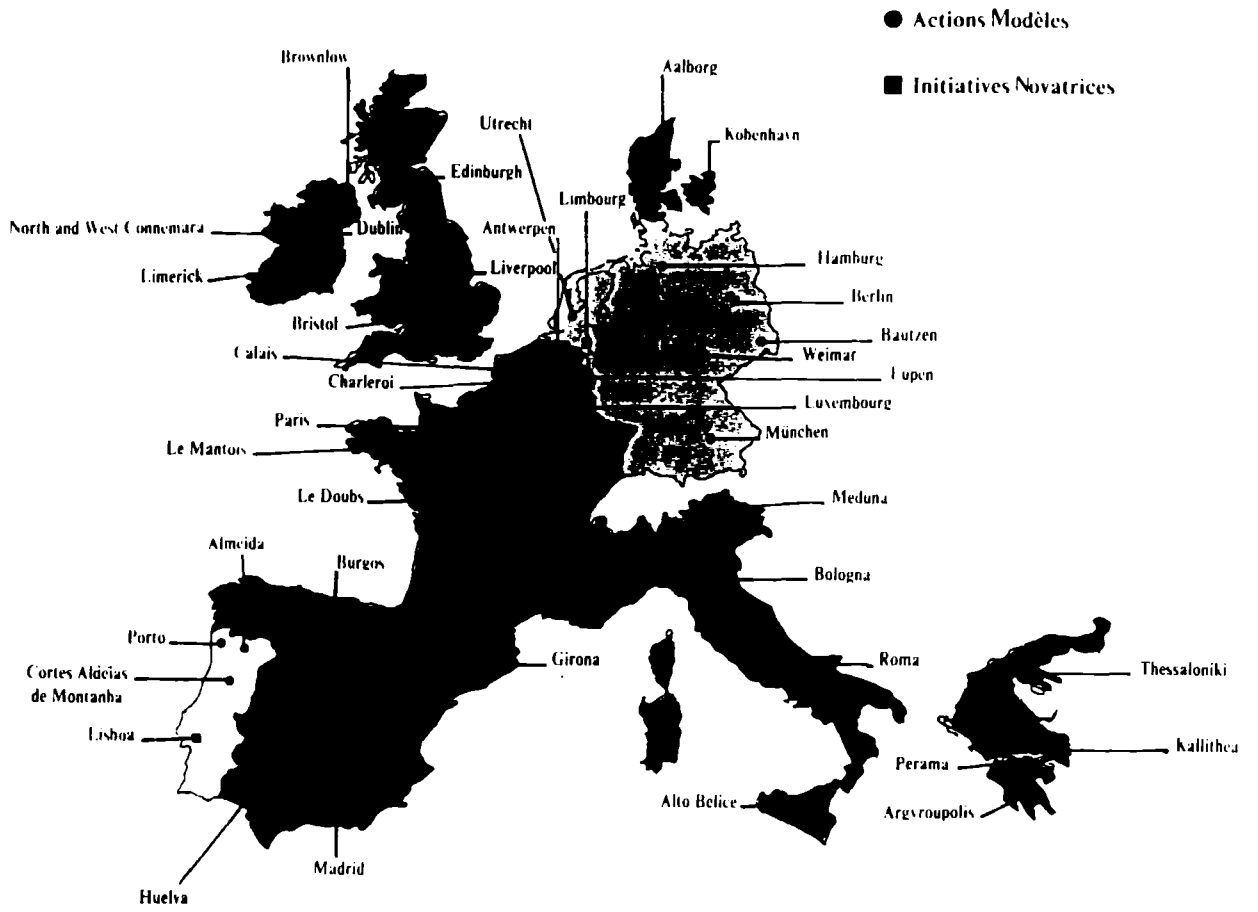 Actions Modèles
Initiatives Novatrices
Brownlow
Aalborg
Utrecht
Kobenhavn
Edinburgh
Limbourg
North and West Connemara
Dublin
Antwerpen
Hamburg
Limerick
Liverpool
Berlin
Bristol
Bautzen
Calais
Weimar
Charleroi
Eupen
Luxembourg
Paris
München
Le Mantois
Le Doubs
Meduna
Almeida
Burgos
Bologna
Porto
Girona
Roma
Cortes Aldeias
de Montanha
Thessaloniki
Lisboa
Kallithea
Perama
Alto Belice
Argyroupolis
Madrid
Huelva